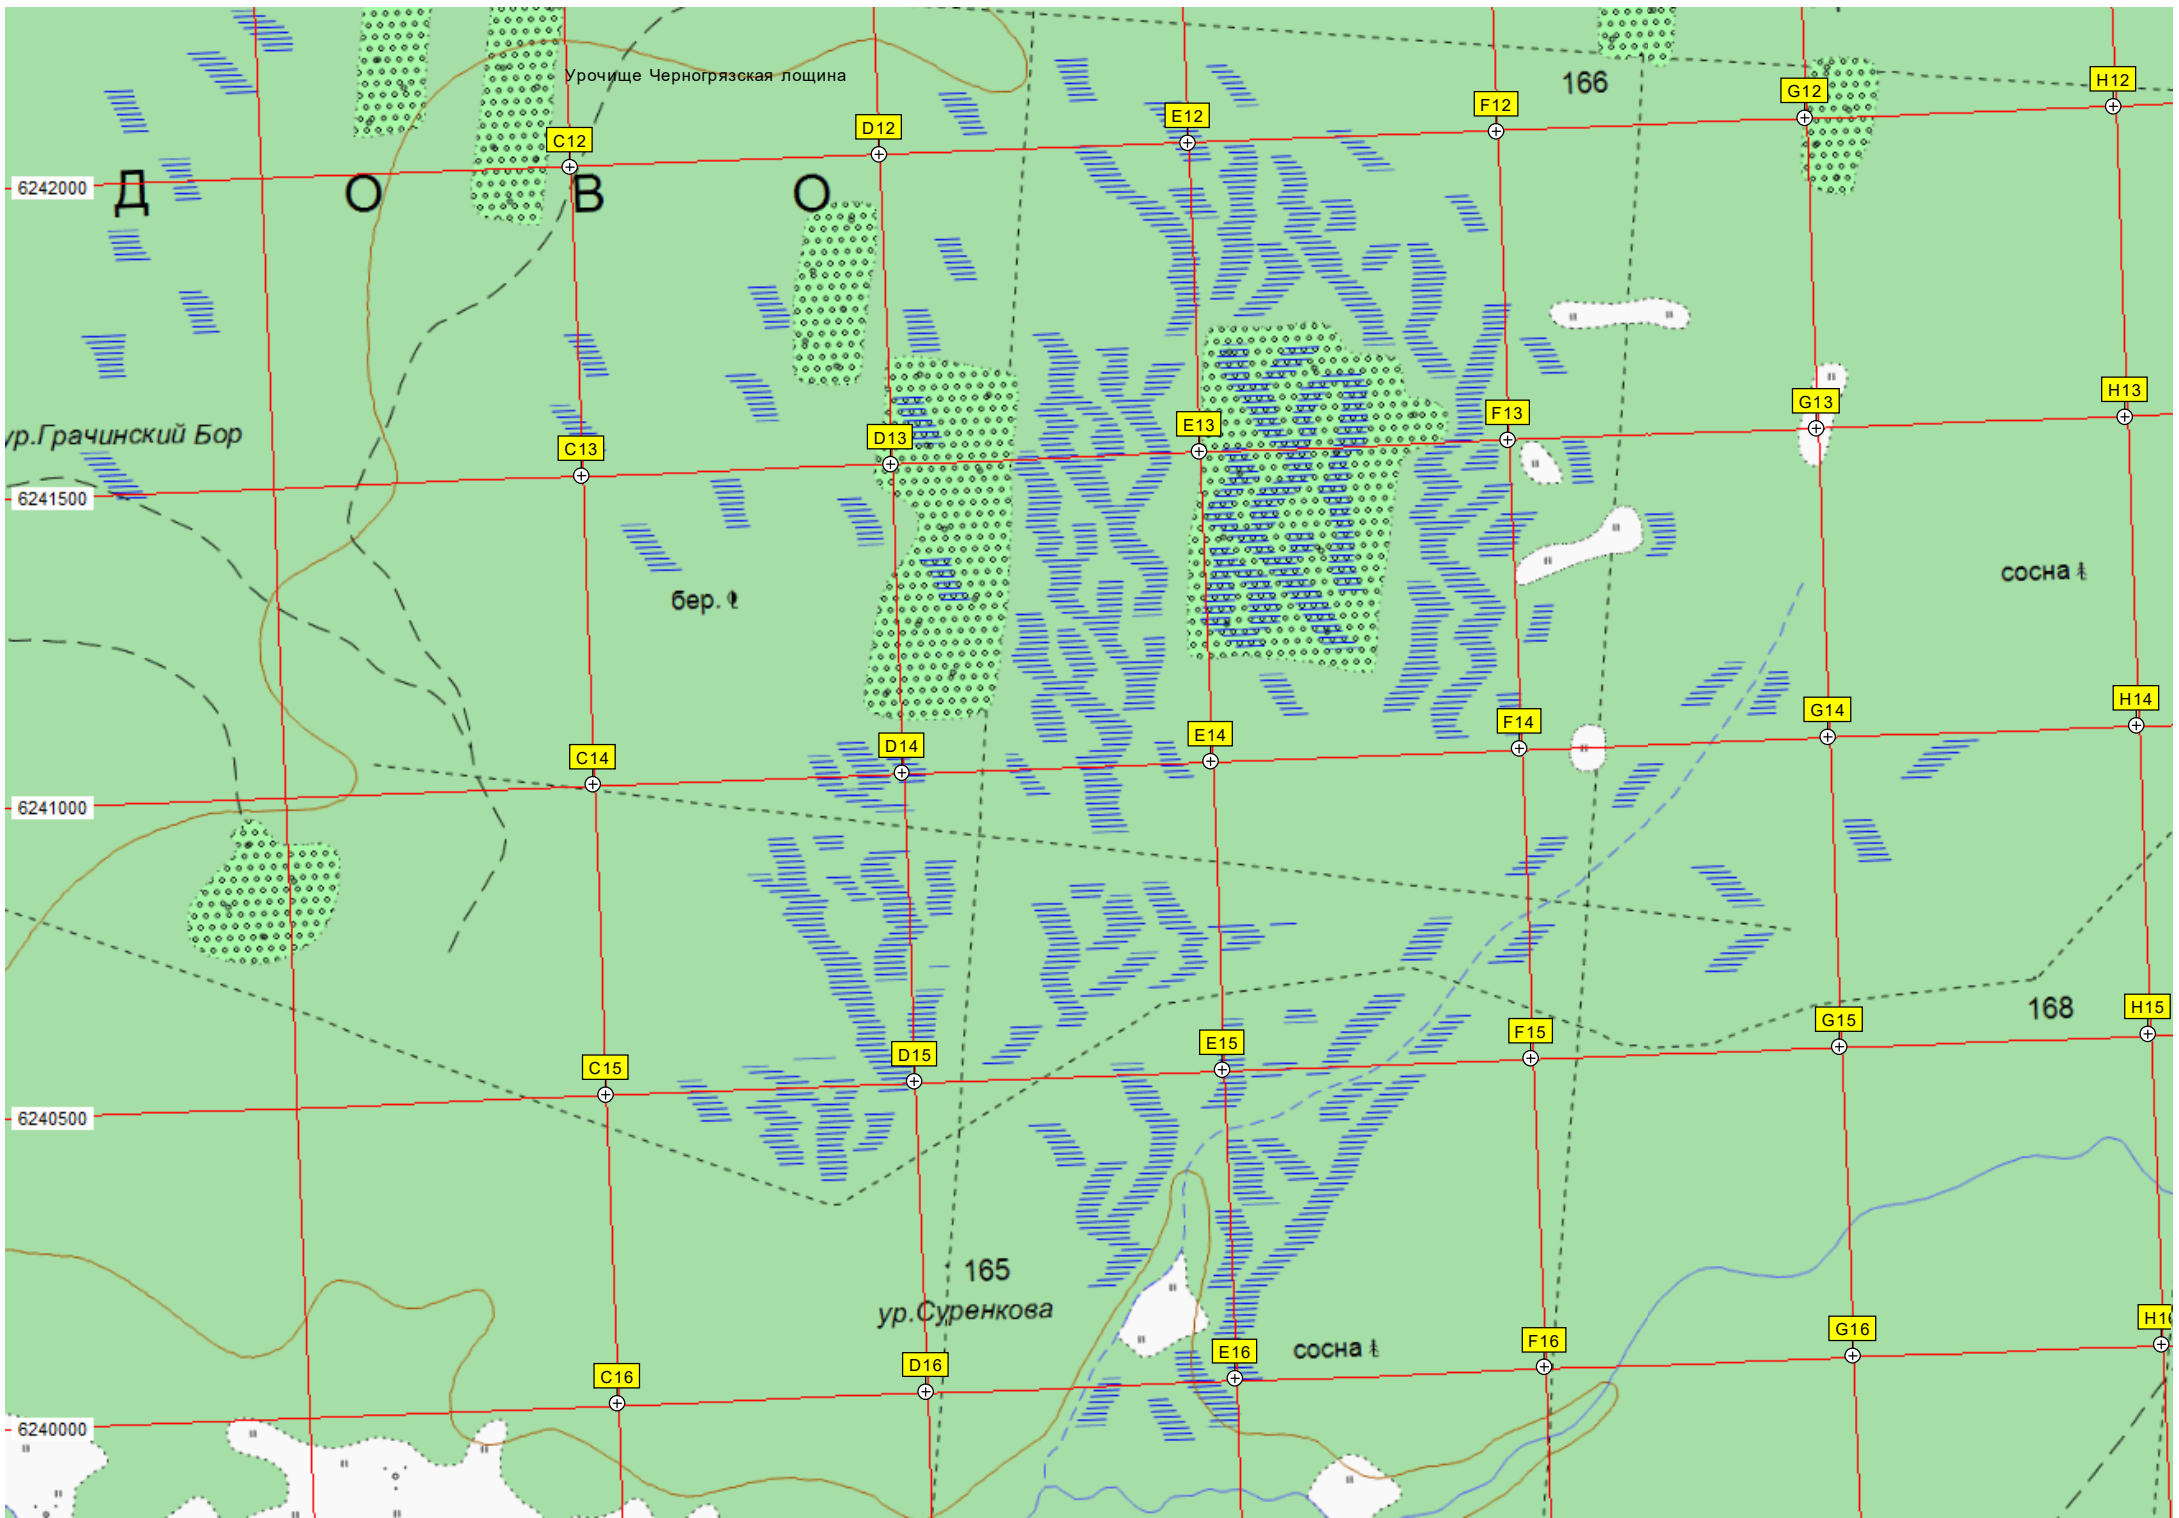 Урочище Черногрязская лощина
166
H12
G12
F12
E12
D12
C12
6242000
Д О В О
H13
G13
F13
E13
D13
C13
ур.Грачинский Бор
6241500
сосна
бер.
H14
G14
F14
E14
D14
C14
6241000
168
H15
G15
F15
E15
D15
C15
6240500
165
ур.Суренкова
H16
G16
F16
E16
сосна
D16
C16
6240000